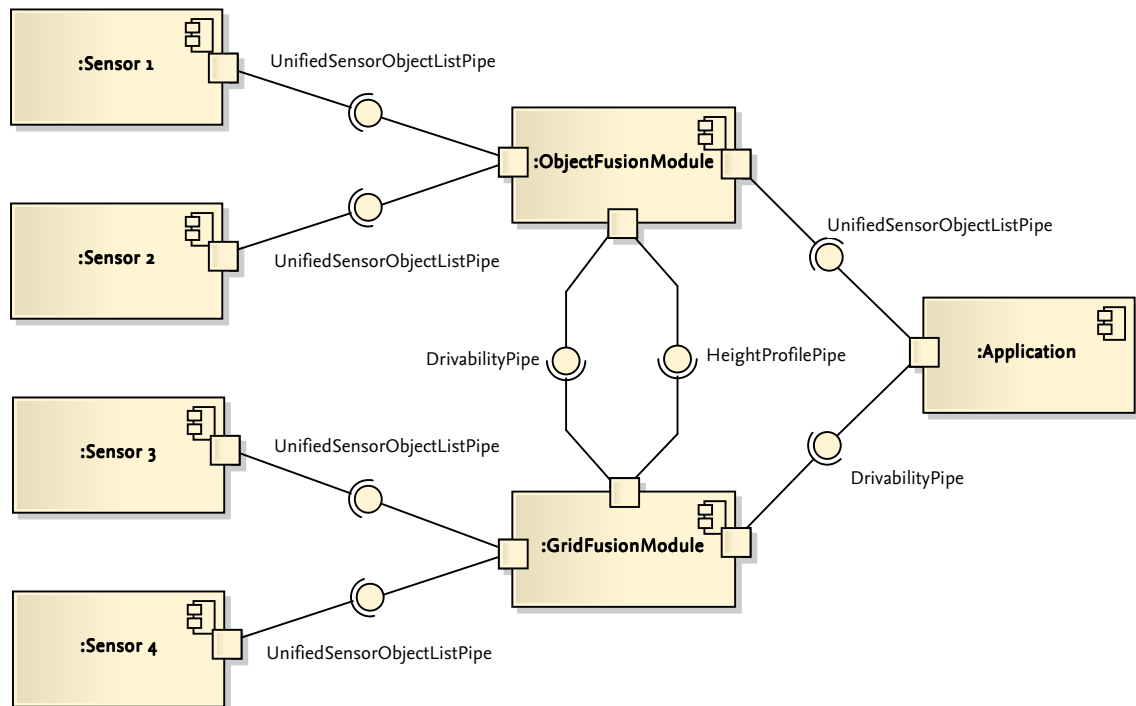 :Sensor 1
UnifiedSensorObjectListPipe
:ObjectFusionModule
:Sensor 2
UnifiedSensorObjectListPipe
UnifiedSensorObjectListPipe
DrivabilityPipe
HeightProfilePipe
:Application
:Sensor 3
UnifiedSensorObjectListPipe
DrivabilityPipe
:GridFusionModule
:Sensor 4
UnifiedSensorObjectListPipe